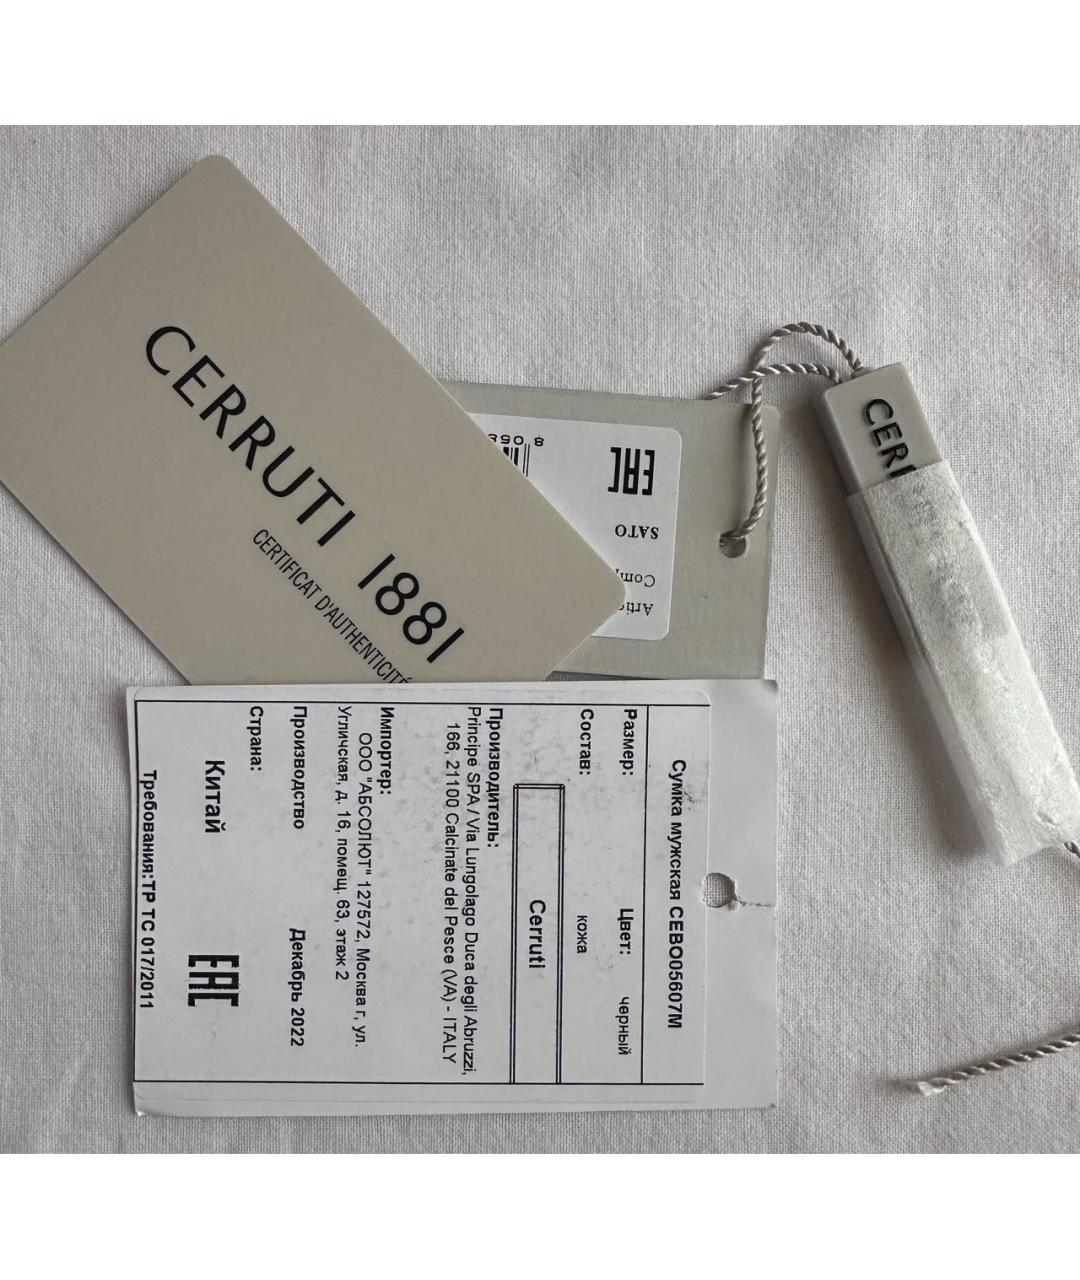 CERRUTI 1881
CERTIFICAT D'AUTHENTICITÉ
8 058
EAC
SATO
Сумка мужская CEBO05607M
Размер: Цвет: черный
Состав: кожа
Cerruti
Производитель:
Principe SPA / Via Lungolago Duca degli Abruzzi,
166, 21100 Calcinate del Pesce (VA) - ITALY
Импортер:
ООО "АБСОЛЮТ" 127572, Москва г, ул.
Угличская, д. 16, помещ. 63, этаж 2
Производство Декабрь 2022
Страна:
Китай EAC
Требования:ТР ТС 017/2011